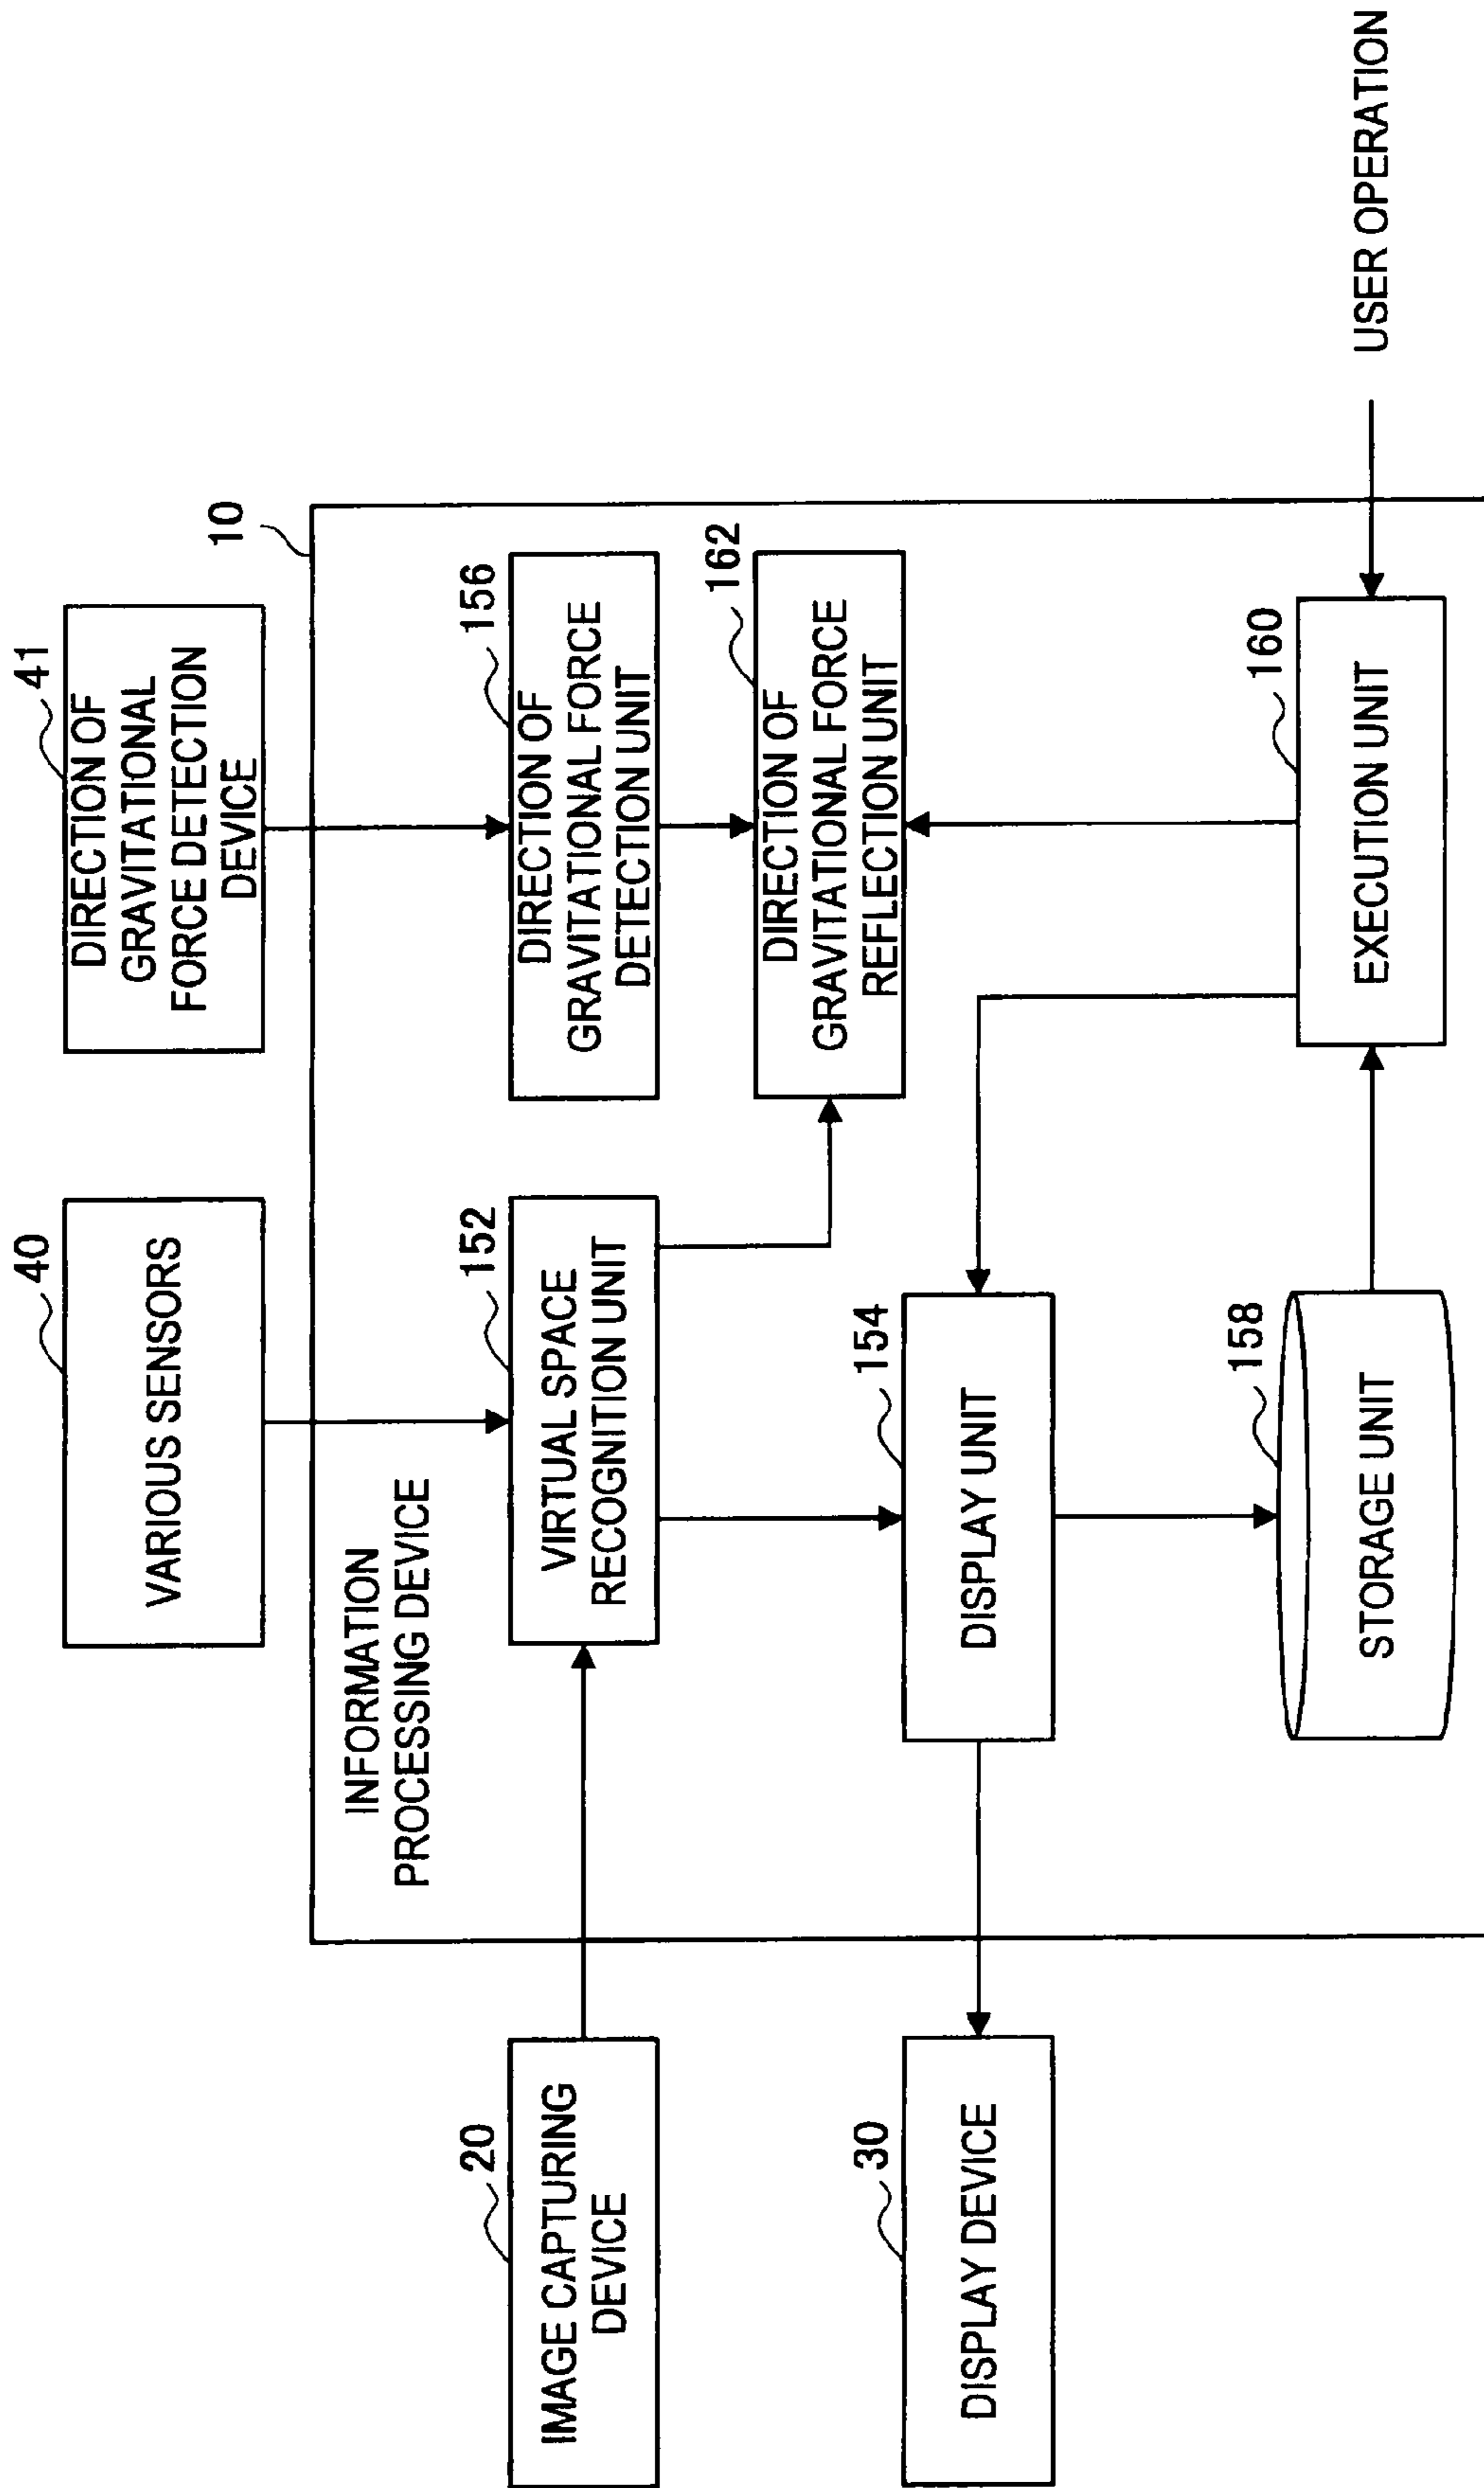 40
VARIOUS SENSORS
41
DIRECTION OF
GRAVITATIONAL
FORCE DETECTION
DEVICE
10
INFORMATION
PROCESSING DEVICE
20
IMAGE CAPTURING
DEVICE
152
VIRTUAL SPACE
RECOGNITION UNIT
156
DIRECTION OF
GRAVITATIONAL FORCE
DETECTION UNIT
162
DIRECTION OF
GRAVITATIONAL FORCE
REFLECTION UNIT
30
DISPLAY DEVICE
154
DISPLAY UNIT
158
STORAGE UNIT
160
EXECUTION UNIT
USER OPERATION